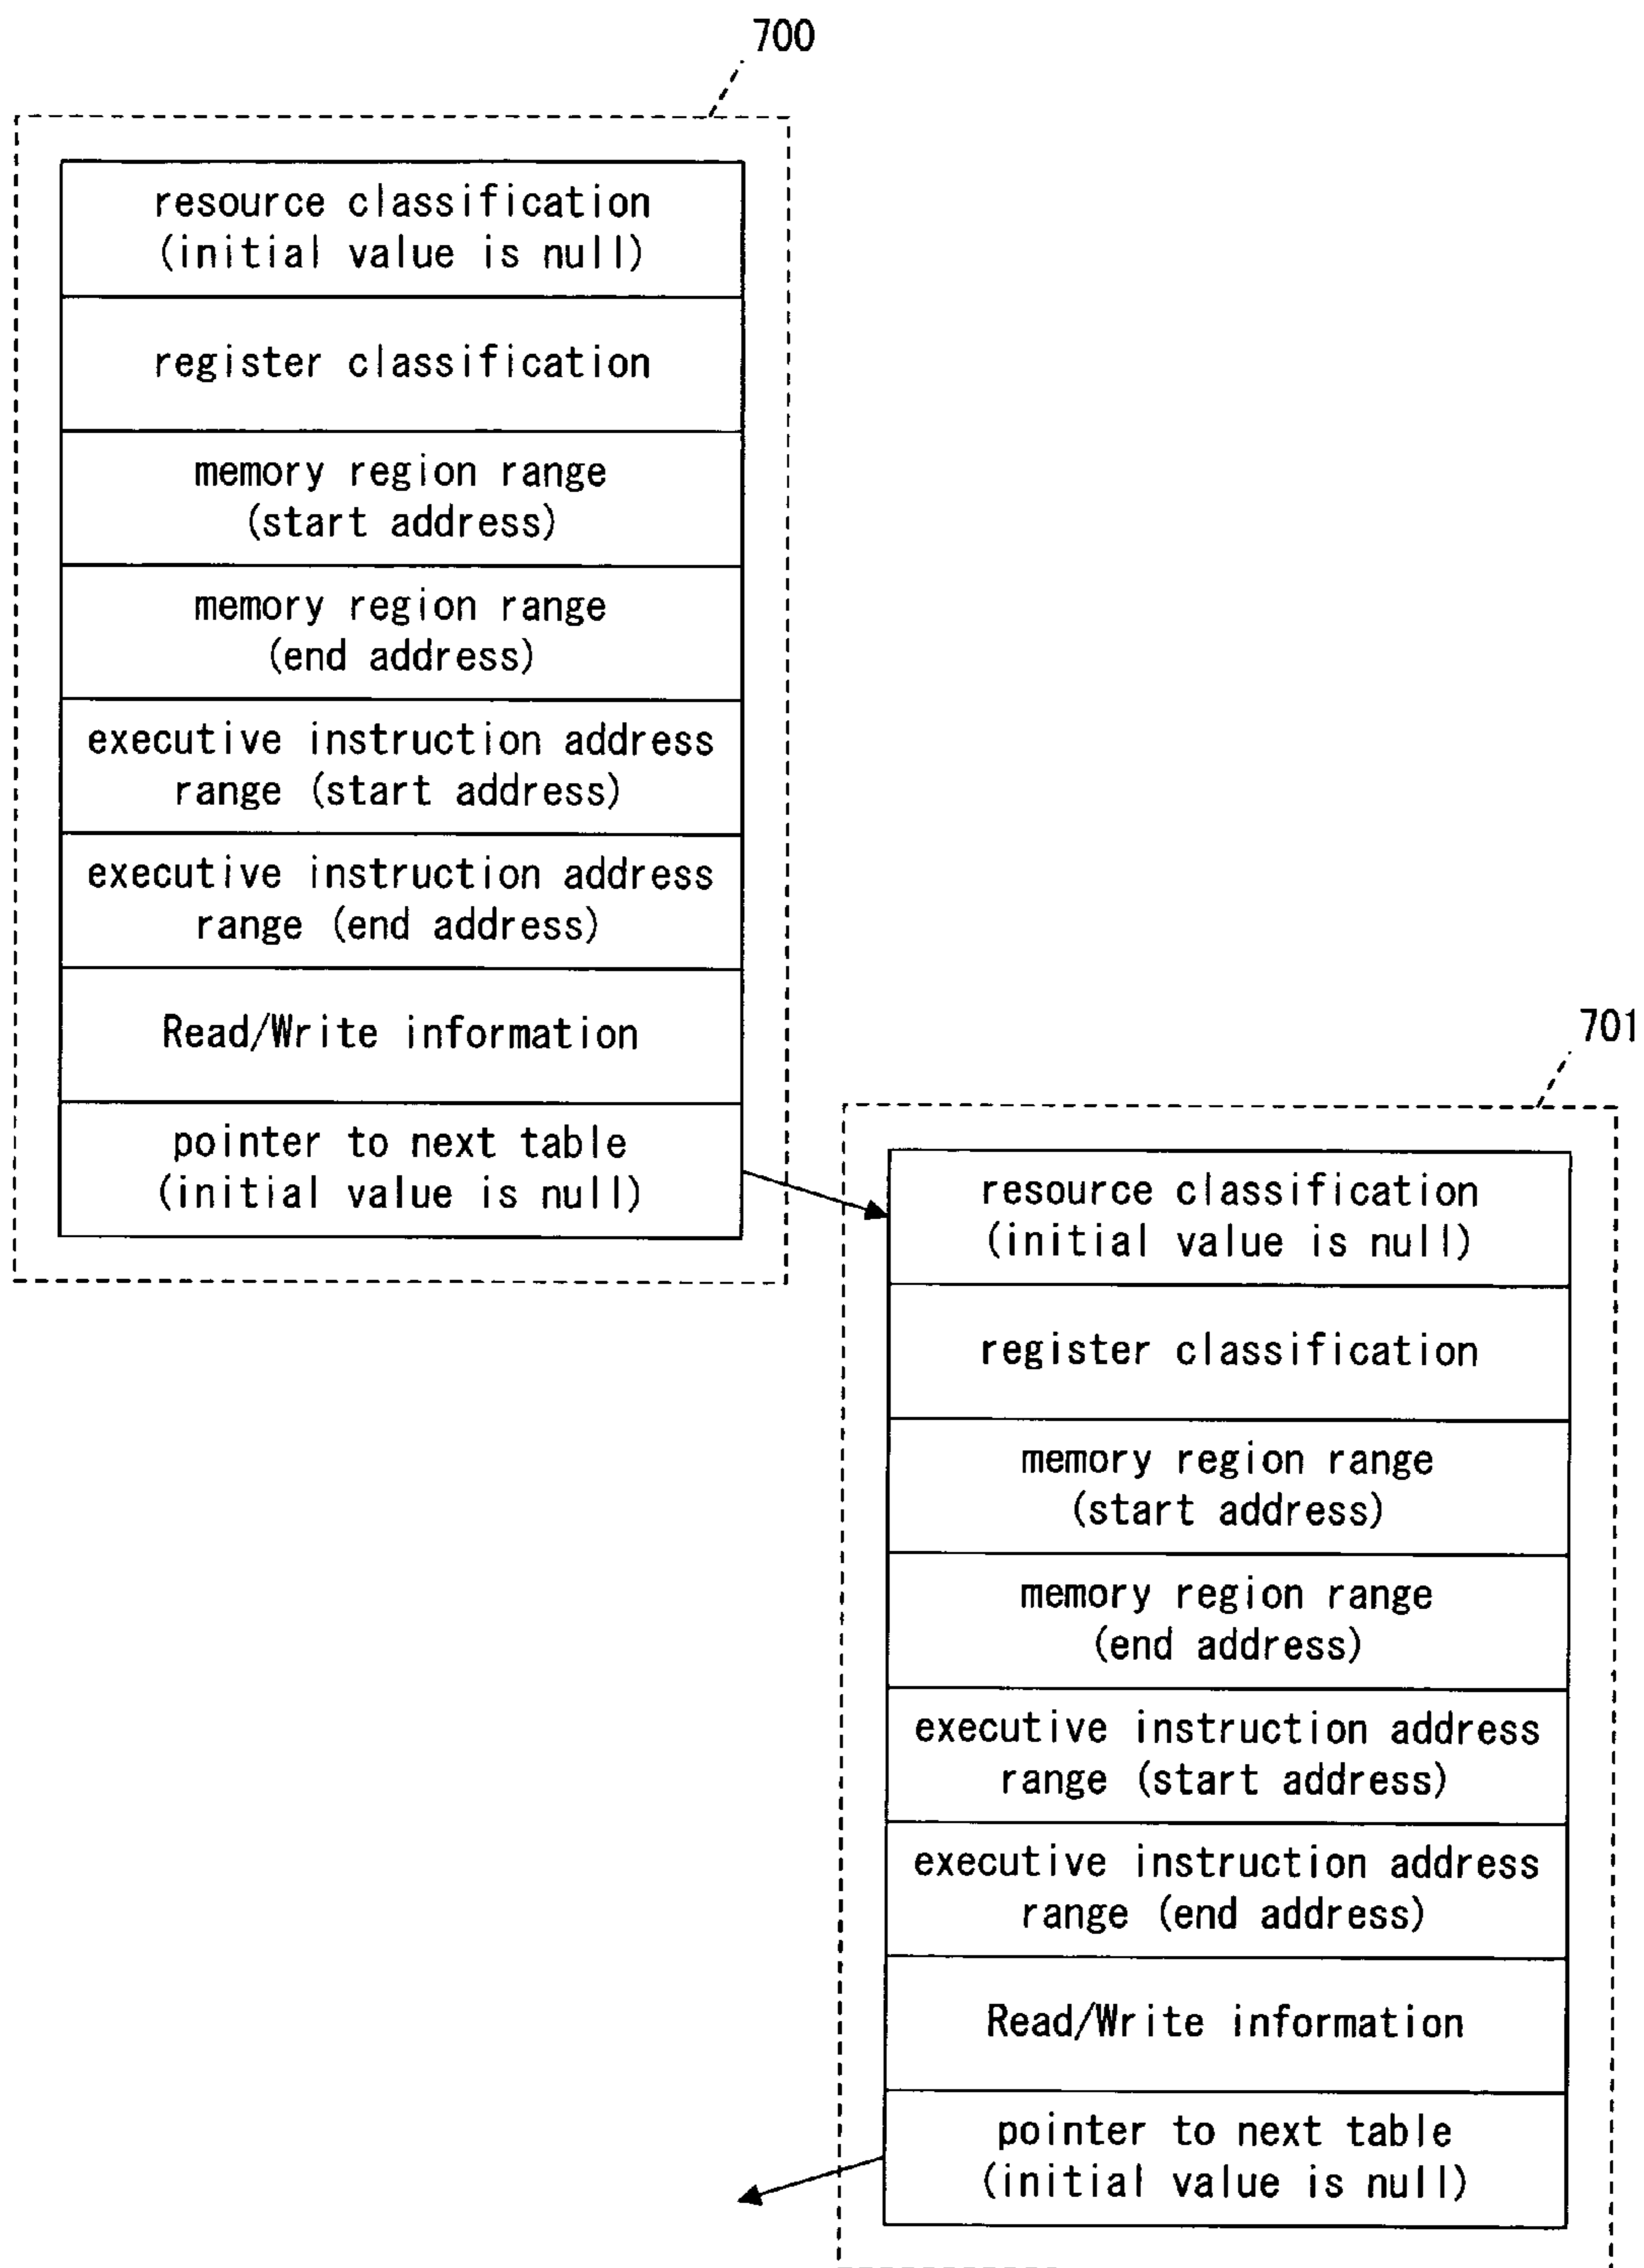 700
resource classification
(initial value is null)
register classification
memory region range
(start address)
memory region range
(end address)
executive instruction address
range (start address)
executive instruction address
range (end address)
Read/Write information
pointer to next table
(initial value is null)
701
resource classification
(initial value is null)
register classification
memory region range
(start address)
memory region range
(end address)
executive instruction address
range (start address)
executive instruction address
range (end address)
Read/Write information
pointer to next table
(initial value is null)